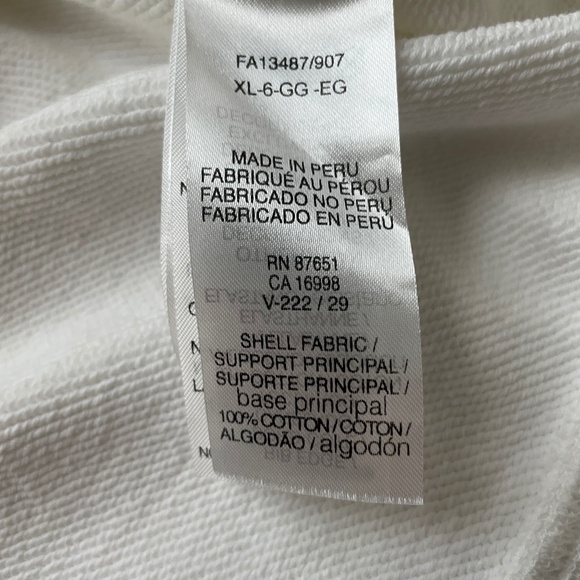 FA13487/907
XL-6-GG -EG
MADE IN PERU
FABRIQUÉ AU PÉROU
FABRICADO NO PERU
FABRICADO EN PERÚ
RN 87651
CA 16998
V-222 / 29
SHELL FABRIC /
SUPPORT PRINCIPAL /
SUPORTE PRINCIPAL /
base principal
100% COTTON / COTON /
ALGODÃO / algodón